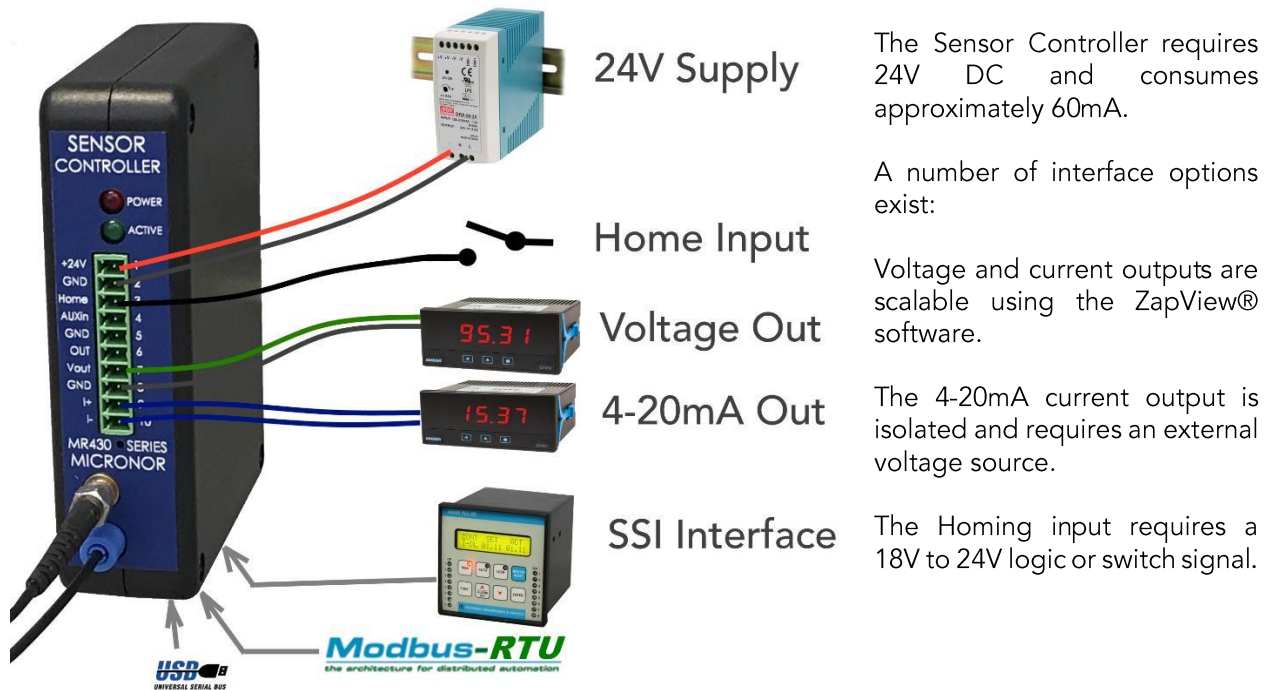 24V Supply
The Sensor Controller requires
24V DC and consumes
approximately 60mA.
A number of interface options
exist:
Voltage and current outputs are
scalable using the ZapView®
software.
The 4-20mA current output is
isolated and requires an external
voltage source.
The Homing input requires a
18V to 24V logic or switch signal.
SENSOR
CONTROLLER
POWER
ACTIVE
+24V 1
GND 2
Home 3
AUXin 4
GND 5
OUT 6
Vout 7
GND 8
I+ 9
I- 10
MR430 SERIES
MICRONOR
Home Input
Voltage Out
95.31
4-20mA Out
15.37
SSI Interface
Modbus-RTU
the architecture for distributed automation
USB
UNIVERSAL SERIAL BUS